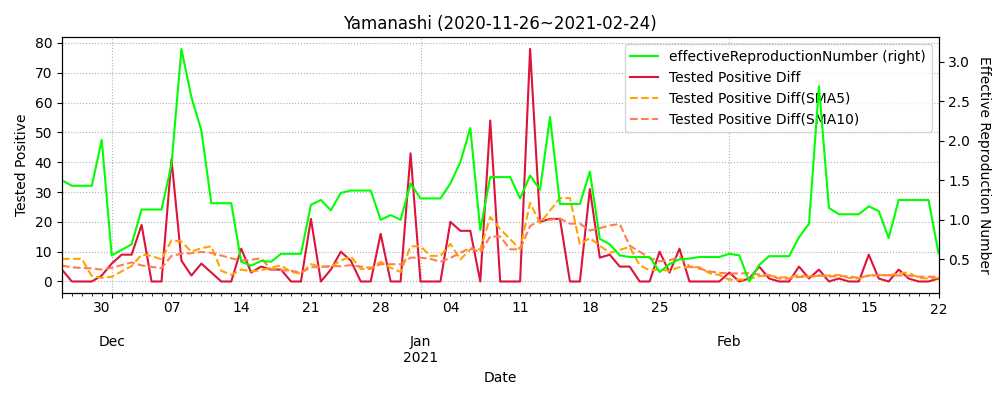 Yamanashi (2020-11-26~2021-02-24)
effectiveReproductionNumber (right)
Tested Positive Diff
Tested Positive Diff(SMA5)
Tested Positive Diff(SMA10)
Tested Positive
80
70
60
50
40
30
20
10
0
3.0
2.5
2.0
1.5
1.0
0.5
Effective Reproduction Number
30 07 14 21 28 04 11 18 25 08 15 22
Dec Jan Feb
2021
Date